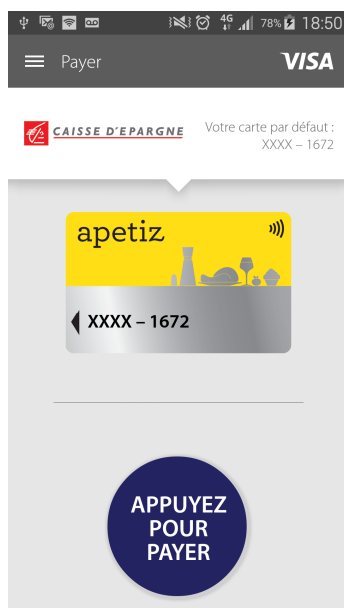 4G 78% 18:50
Payer VISA
CAISSE D'EPARGNE
Votre carte par défaut :
XXXX – 1672
apetiz
XXXX – 1672
APPUYEZ
POUR
PAYER